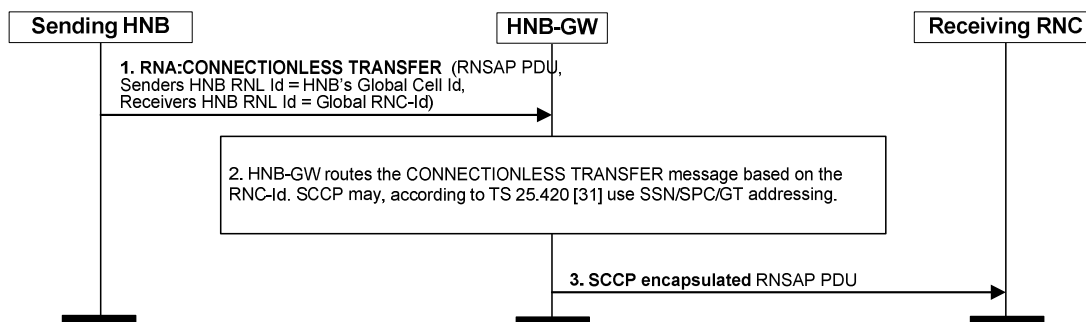 Sending HNB
HNB-GW
Receiving RNC
1. RNA:CONNECTIONLESS TRANSFER (RNSAP PDU,
Senders HNB RNL Id = HNB's Global Cell Id,
Receivers HNB RNL Id = Global RNC-Id)
2. HNB-GW routes the CONNECTIONLESS TRANSFER message based on the
RNC-Id. SCCP may, according to TS 25.420 [31] use SSN/SPC/GT addressing.
3. SCCP encapsulated RNSAP PDU